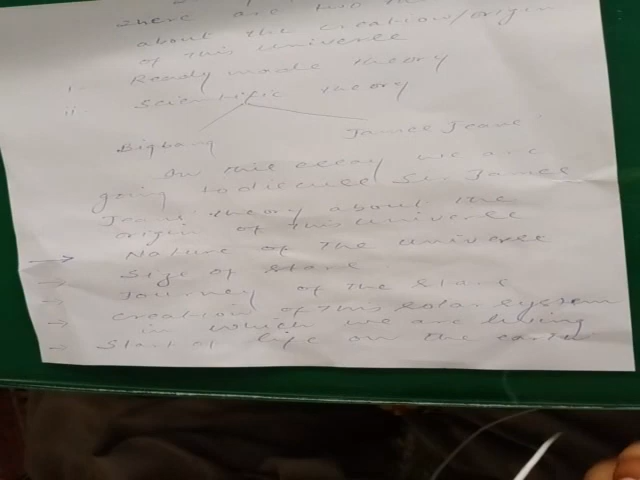 there are two
about the creation/origin
of this universe
i. Ready made theory
ii. Scientific theory
Bigbang James Jeans'
In this essay we are
going to discuss Sir James
Jeans' theory about the
origin of this universe
→ Nature of the universe
→ Size of stars
→ Journey of the stars
→ creation of this solar system
in which we are living
→ Start of life on the earth